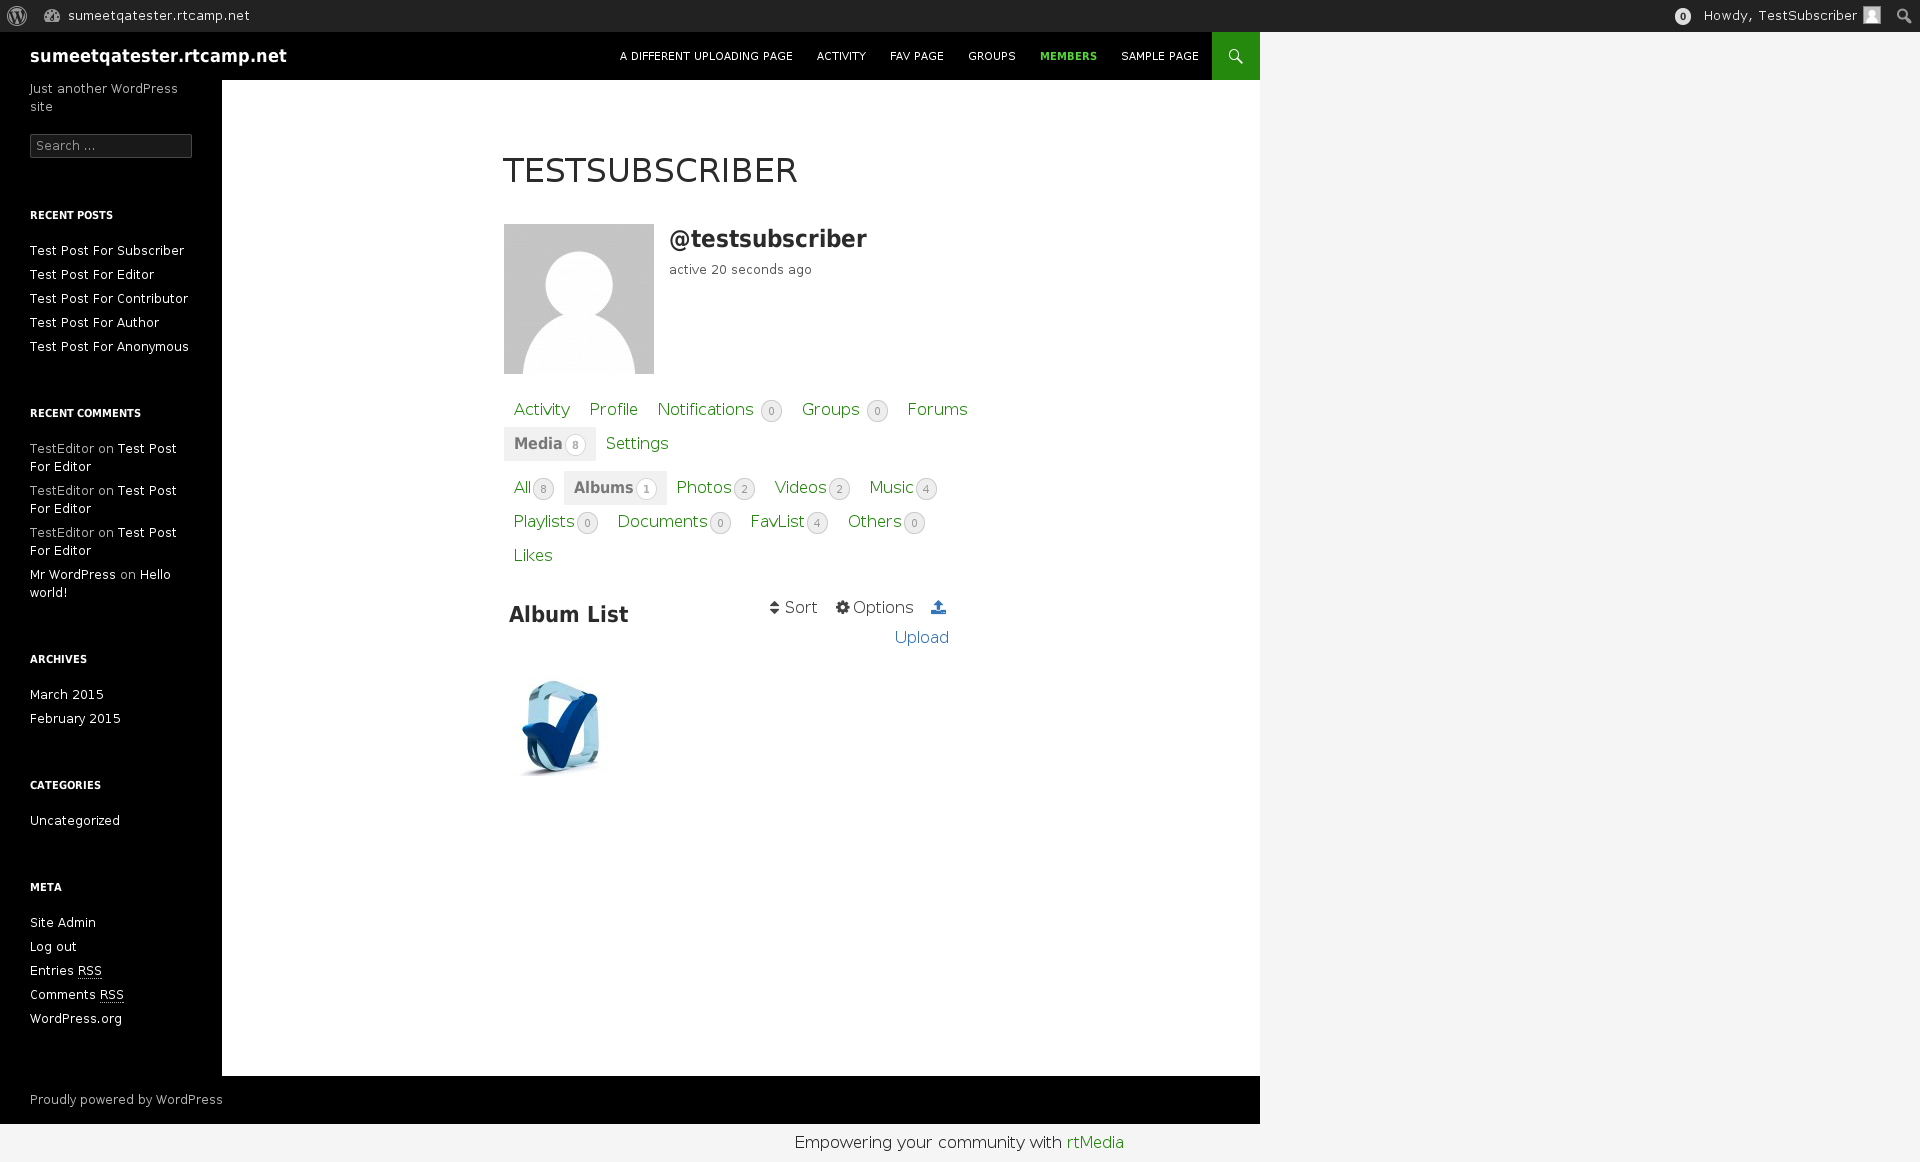 sumeetqatester.rtcamp.net
0 Howdy, TestSubscriber
sumeetqatester.rtcamp.net
A DIFFERENT UPLOADING PAGE ACTIVITY FAV PAGE GROUPS MEMBERS SAMPLE PAGE
Just another WordPress
site
Search ...
RECENT POSTS
Test Post For Subscriber
Test Post For Editor
Test Post For Contributor
Test Post For Author
Test Post For Anonymous
RECENT COMMENTS
TestEditor on Test Post
For Editor
TestEditor on Test Post
For Editor
TestEditor on Test Post
For Editor
Mr WordPress on Hello
world!
ARCHIVES
March 2015
February 2015
CATEGORIES
Uncategorized
META
Site Admin
Log out
Entries RSS
Comments RSS
WordPress.org
TESTSUBSCRIBER
@testsubscriber
active 20 seconds ago
Activity Profile Notifications 0 Groups 0 Forums
Media 8 Settings
All 8 Albums 1 Photos 2 Videos 2 Music 4
Playlists 0 Documents 0 FavList 4 Others 0
Likes
Album List
Sort Options
Upload
Proudly powered by WordPress
Empowering your community with rtMedia